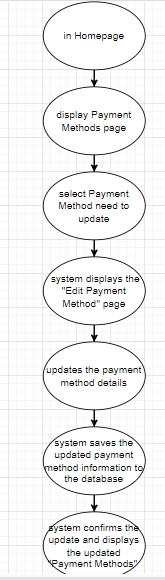 in Homepage
display Payment
Methods page
select Payment
Method need to
update
system displays the
"Edit Payment
Method" page
updates the payment
method details
system saves the
updated payment
method information to
the database
system confirms the
update and displays
the updated
"Payment Methods"